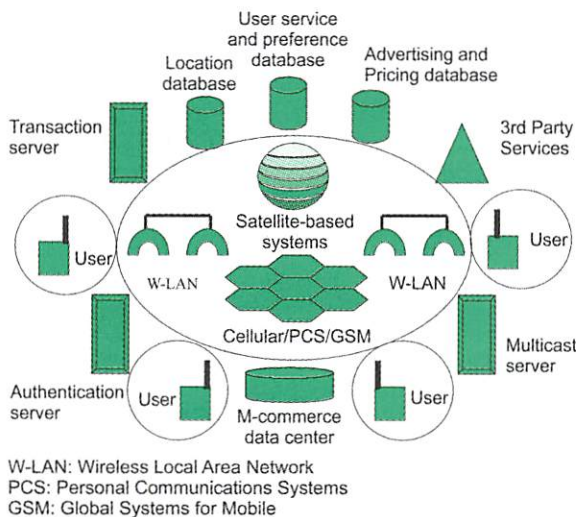 User service
and preference
database
Location
database
Advertising and
Pricing database
Transaction
server
3rd Party
Services
Satellite-based
systems
User
User
W-LAN
W-LAN
Cellular/PCS/GSM
Authentication
server
User
User
Multicast
server
M-commerce
data center
W-LAN: Wireless Local Area Network
PCS: Personal Communications Systems
GSM: Global Systems for Mobile